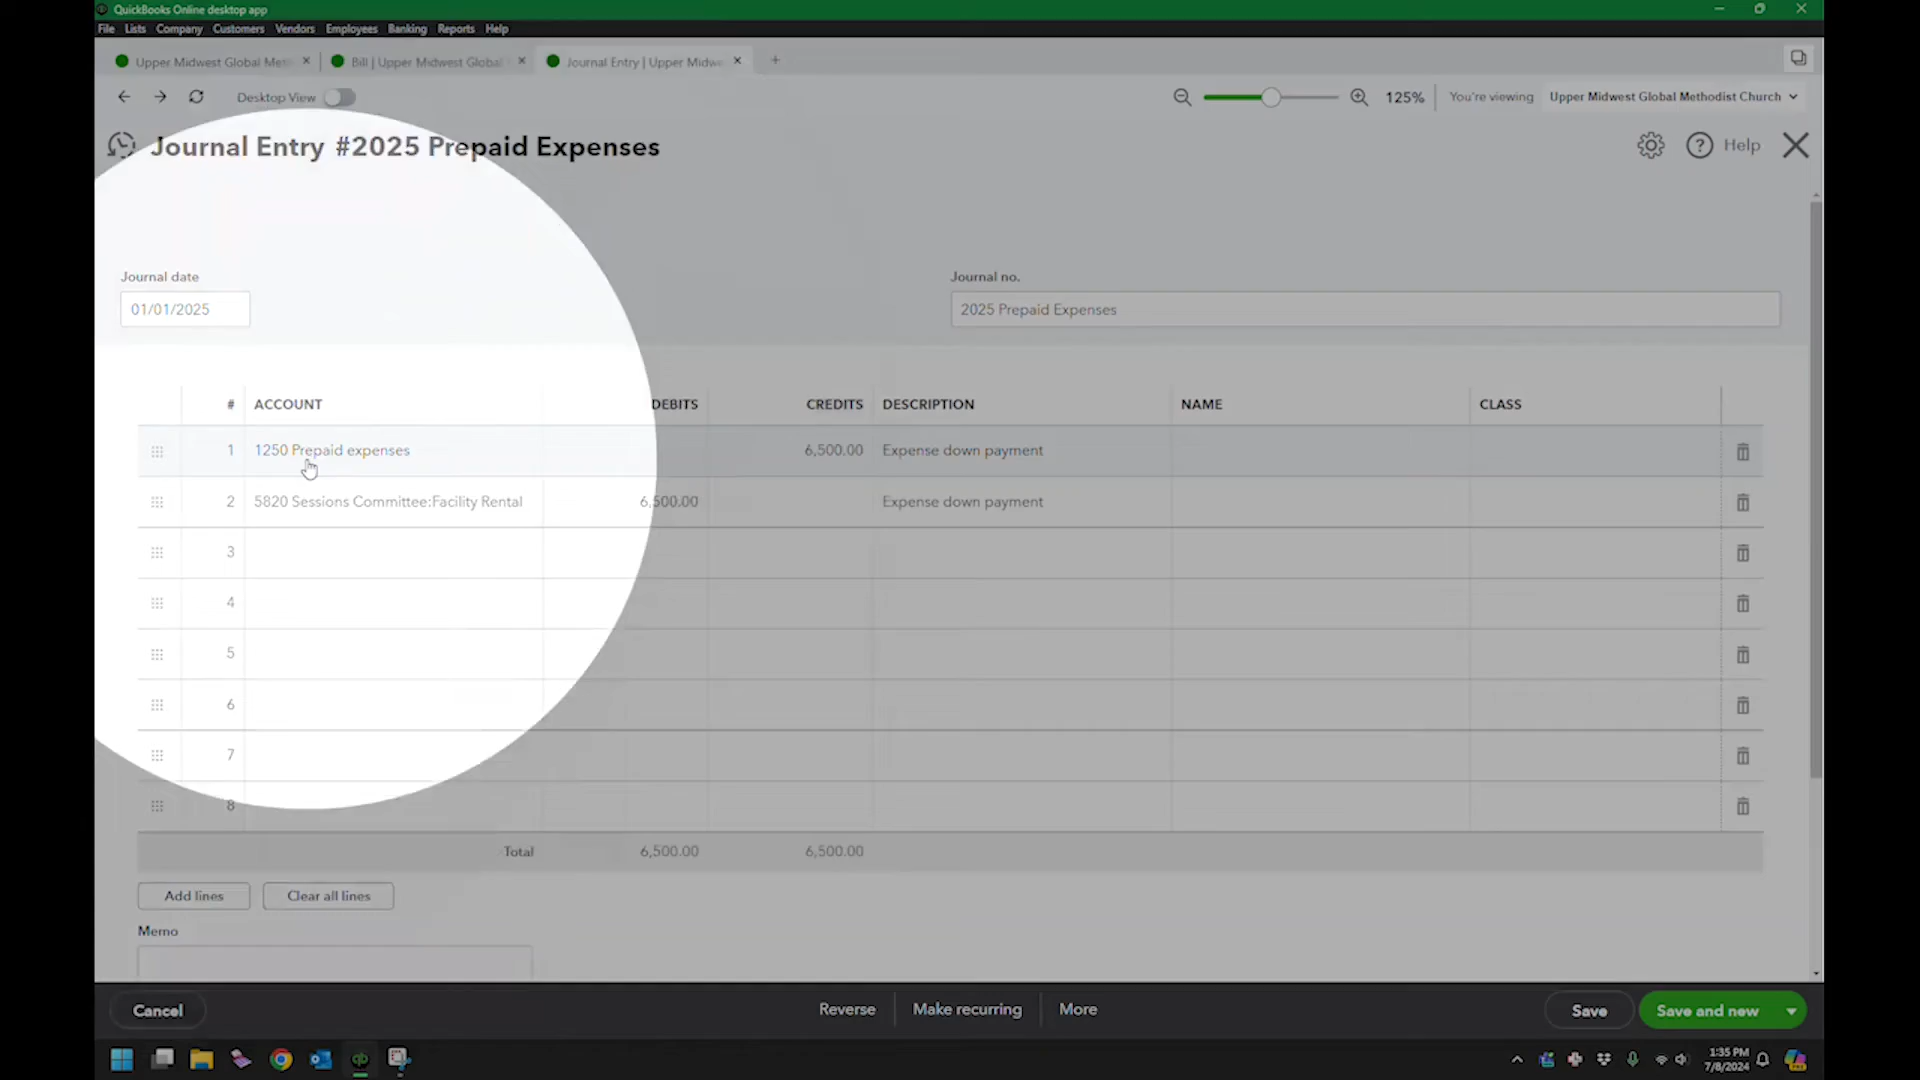 QuickBooks Online desktop app
File Lists Company Customers Vendors Employees Banking Reports Help
Upper Midwest Global Met
Bill | Upper Midwest Global
Journal Entry | Upper Midwe
Desktop View
125%
You're viewing
Upper Midwest Global Methodist Church
Journal Entry #2025 Prepaid Expenses
Help
Journal date
Journal no.
01/01/2025
2025 Prepaid Expenses
# ACCOUNT DEBITS CREDITS DESCRIPTION NAME CLASS
1 1250 Prepaid expenses 6,500.00 Expense down payment
2 5820 Sessions Committee:Facility Rental 6,500.00 Expense down payment
3
4
5
6
7
8
Total 6,500.00 6,500.00
Add lines Clear all lines
Memo
Cancel Reverse Make recurring More Save Save and new
1:35 PM
7/8/2024